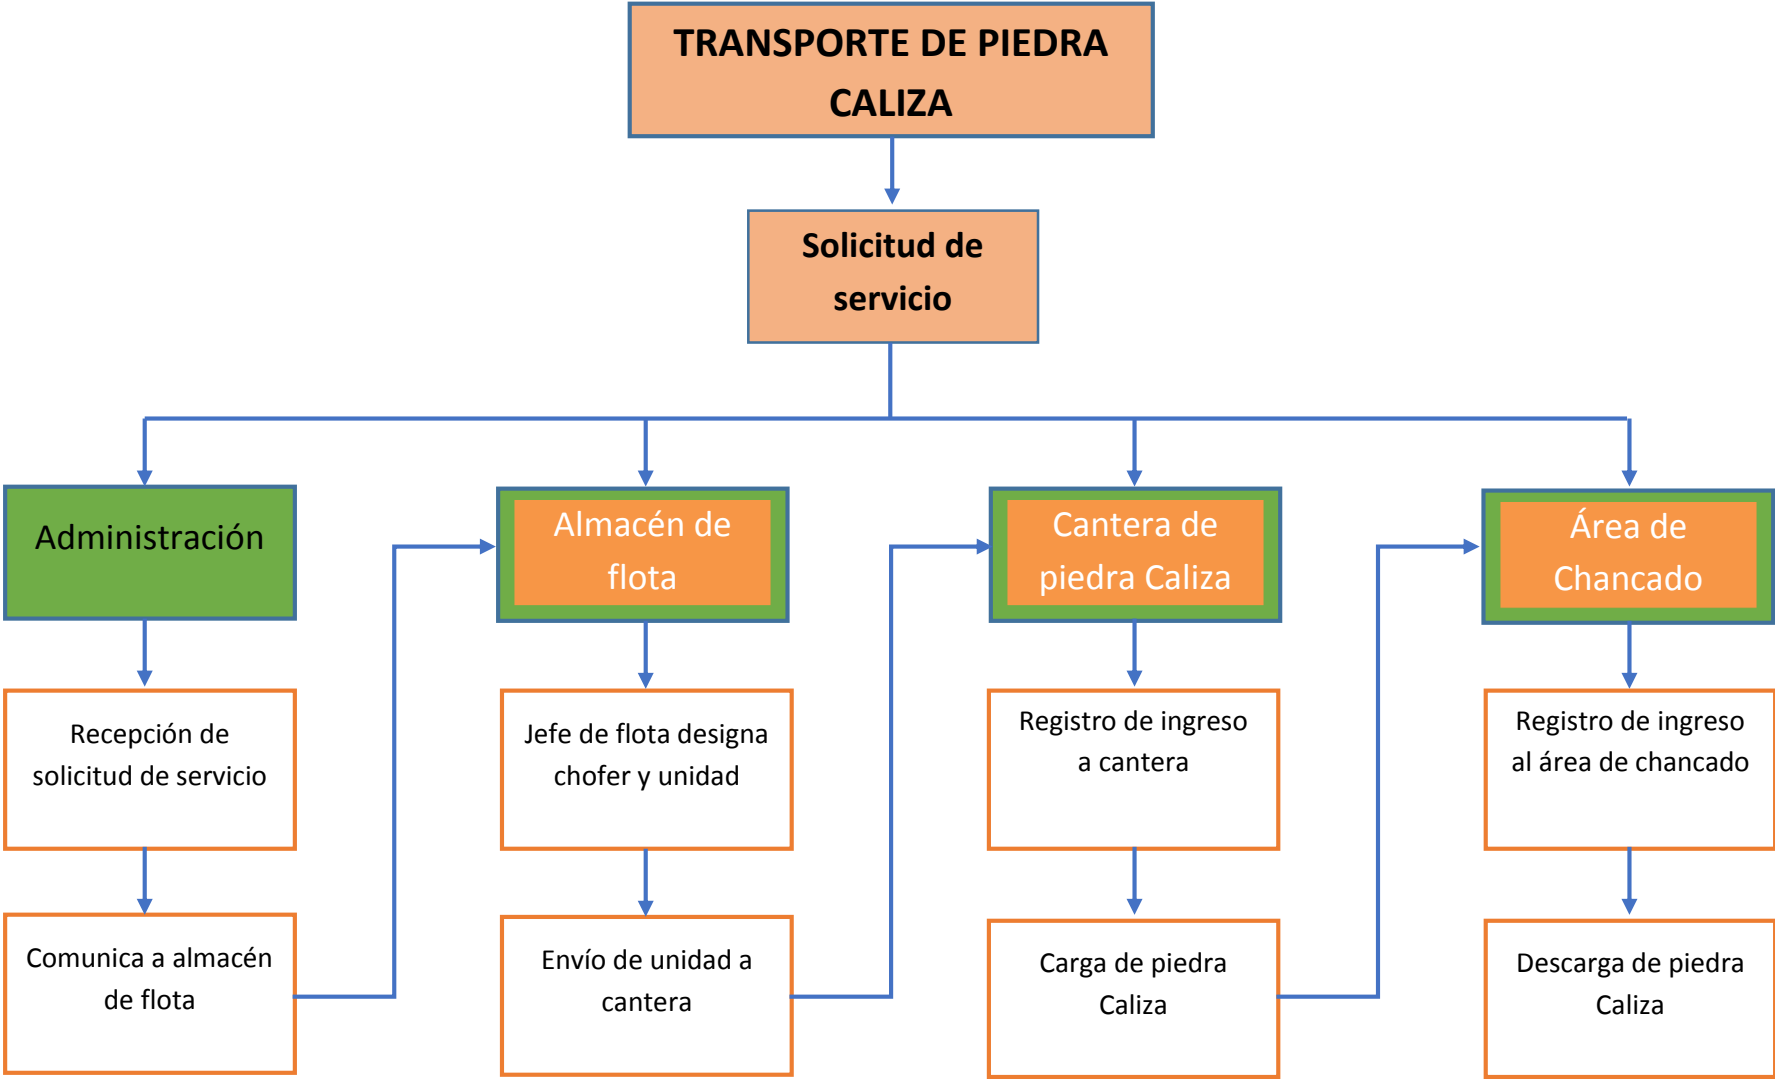 TRANSPORTE DE PIEDRA
CALIZA
Solicitud de
servicio
Administración
Almacén de
flota
Cantera de
piedra Caliza
Área de
Chancado
Recepción de
solicitud de servicio
Jefe de flota designa
chofer y unidad
Registro de ingreso
a cantera
Registro de ingreso
al área de chancado
Comunica a almacén
de flota
Envío de unidad a
cantera
Carga de piedra
Caliza
Descarga de piedra
Caliza